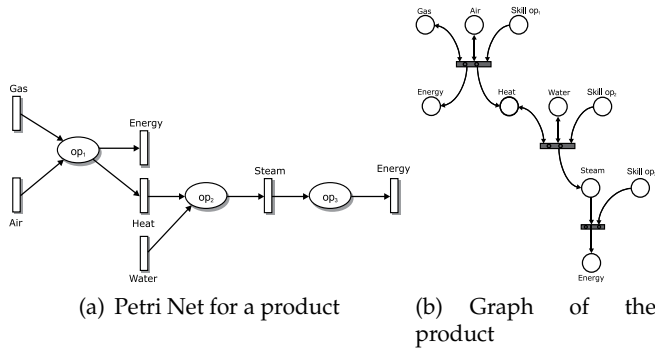 Gas
Energy
op₁
Air
Heat
Water
op₂
Steam
op₃
Energy
(a) Petri Net for a product
Gas
Air
Skill op₁
Energy
Heat
Water
Skill op₂
Steam
Skill op
Energy
(b) Graph of the
product